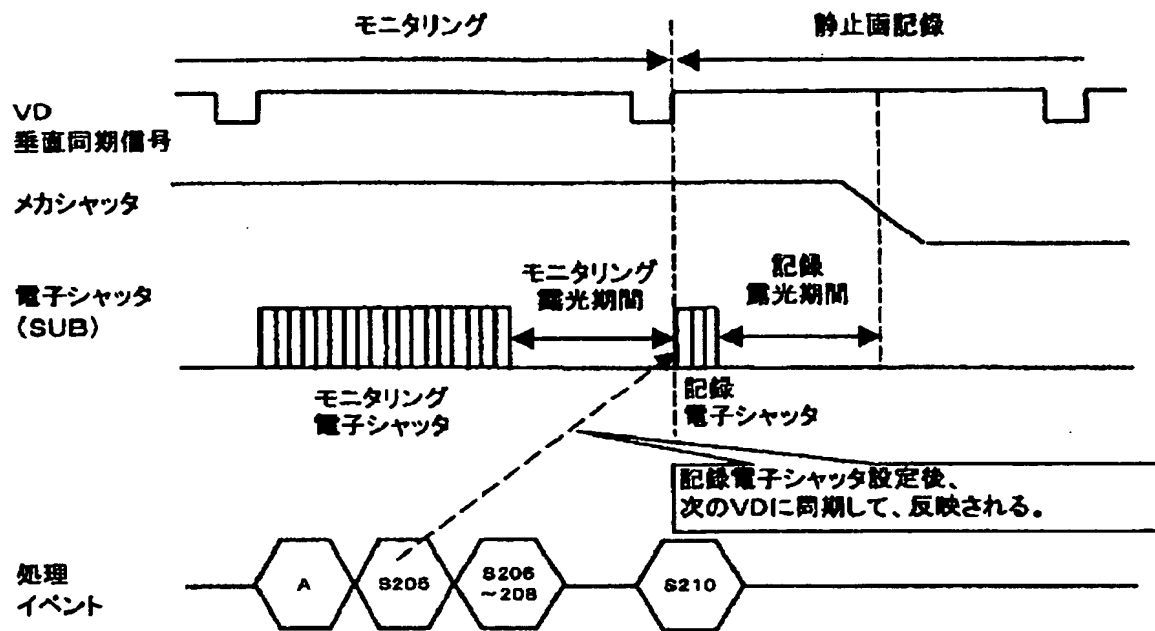 モニタリング
静止画記録
VD
垂直同期信号
メカシャッタ
電子シャッタ
(SUB)
モニタリング
露光期間
記録
露光期間
モニタリング
電子シャッタ
記録
電子シャッタ
記録電子シャッタ設定後、
次のVDに同期して、反映される。
処理
イベント
A
S205
S206
~208
S210